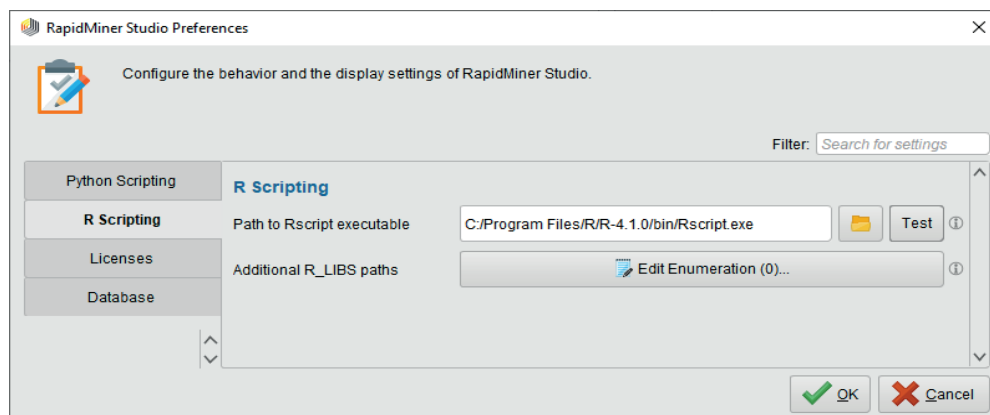 RapidMiner Studio Preferences
Configure the behavior and the display settings of RapidMiner Studio.
Filter: Search for settings
Python Scripting
R Scripting
Licenses
Database
R Scripting
Path to Rscript executable C:/Program Files/R/R-4.1.0/bin/Rscript.exe Test
Additional R_LIBS paths Edit Enumeration (0)...
OK Cancel